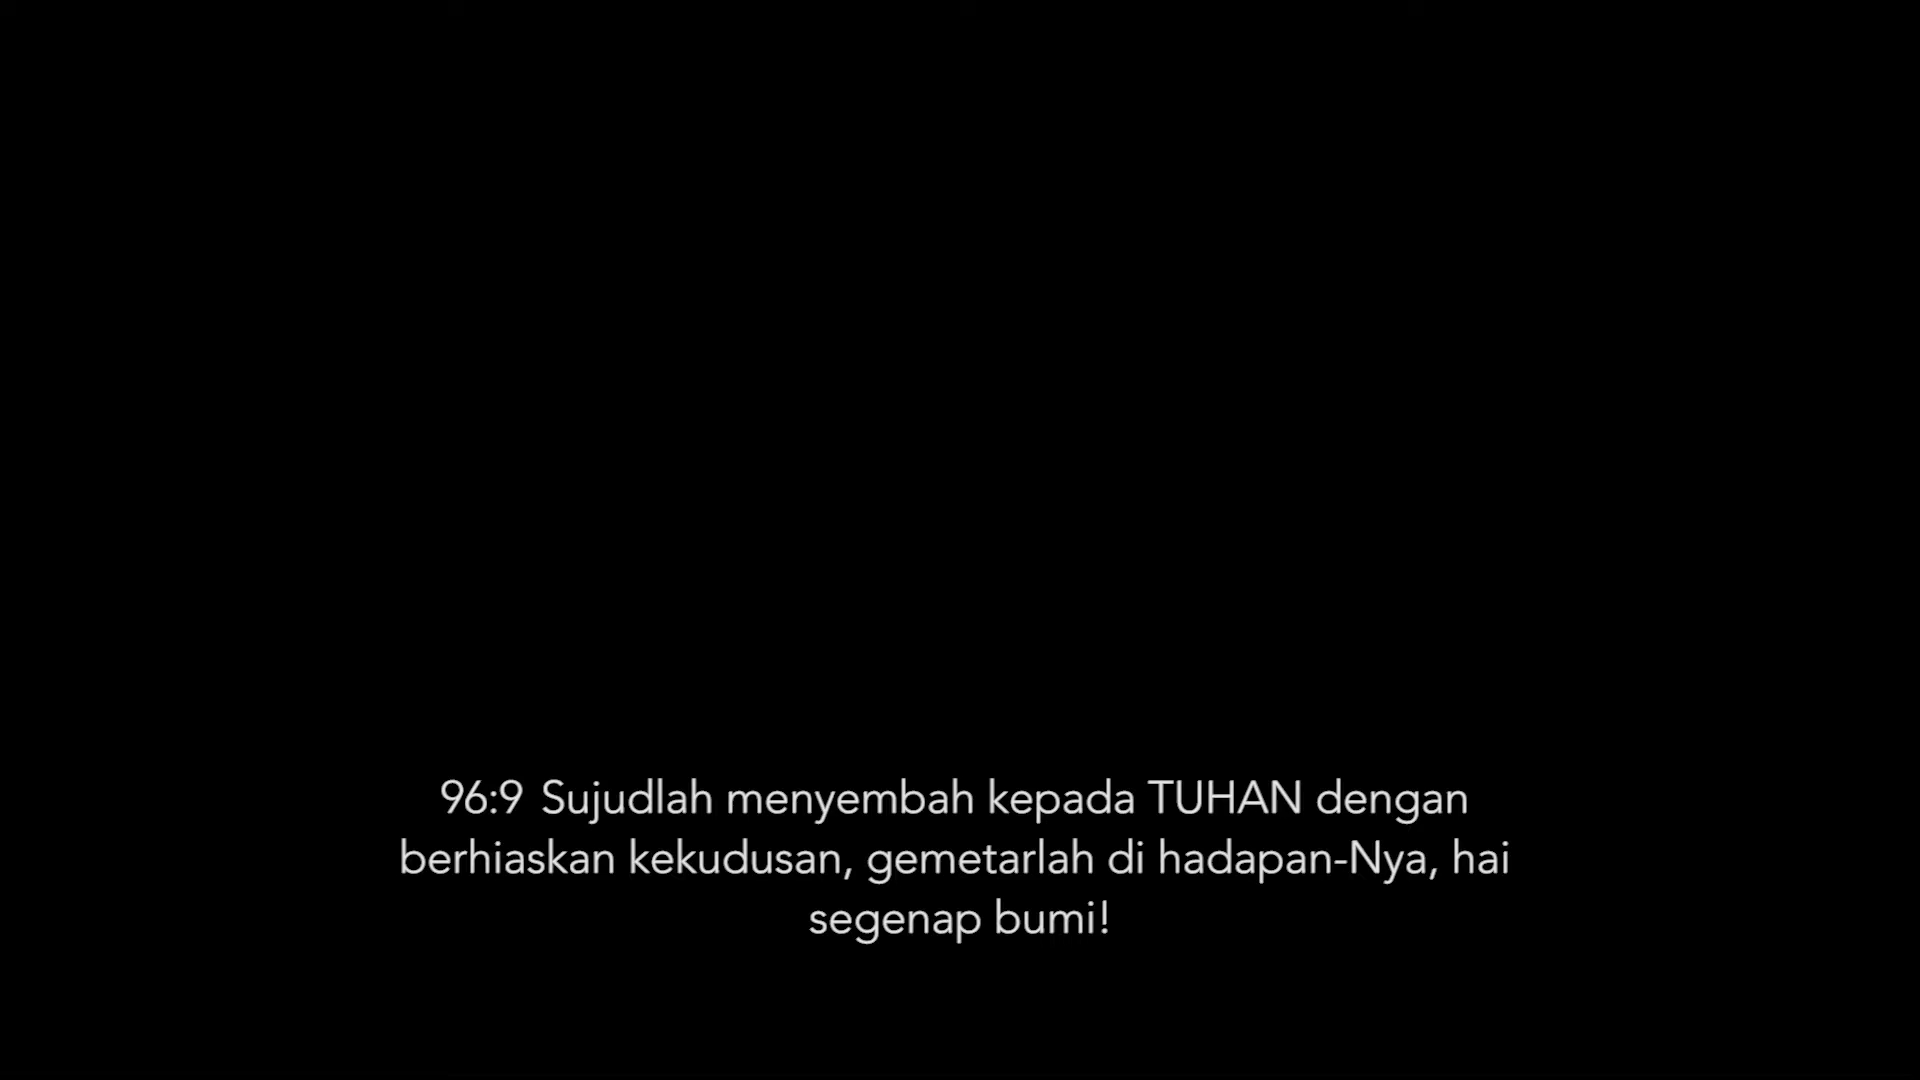 96:9 Sujudlah menyembah kepada TUHAN dengan
berhiaskan kekudusan, gemetarlah di hadapan-Nya, hai
segenap bumi!